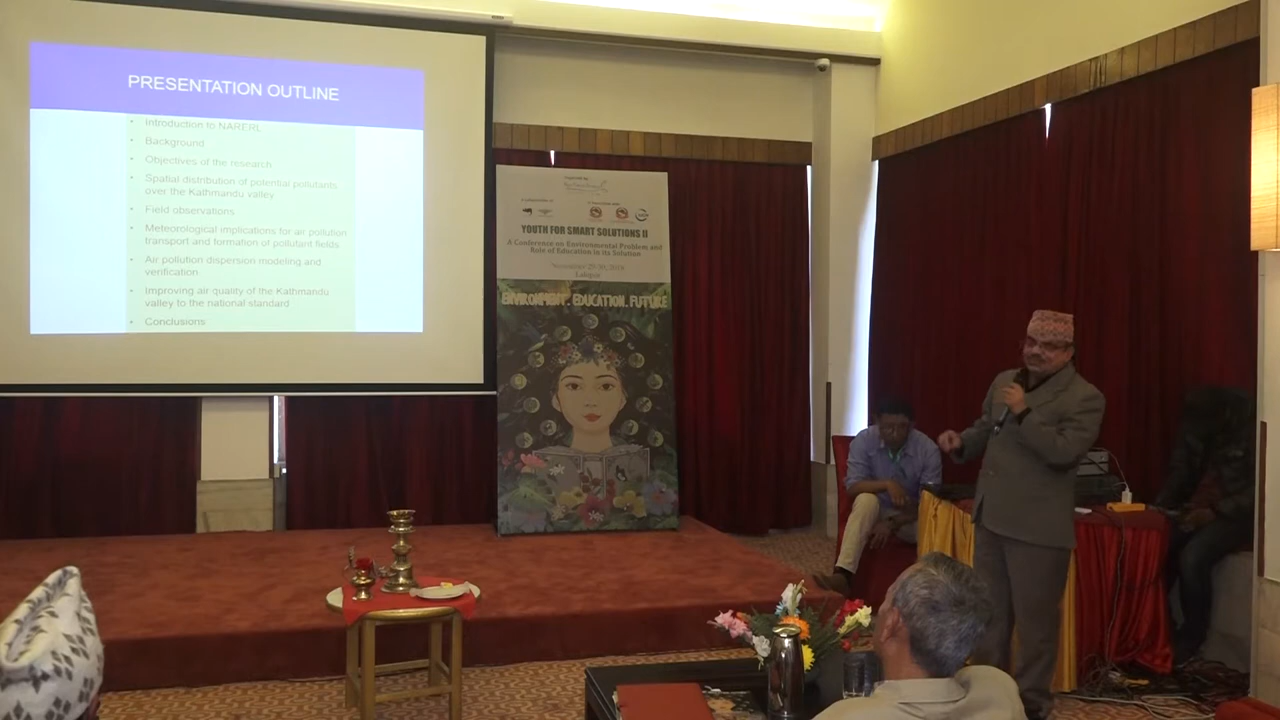 PRESENTATION OUTLINE
• Introduction to NARERL
• Background
• Objectives of the research
• Spatial distribution of potential pollutants
over the Kathmandu valley
• Field observations
• Meteorological implications for air pollution
transport and formation of pollutant fields
• Air pollution dispersion modeling and
verification
• Improving air quality of the Kathmandu
valley to the national standard
• Conclusions
YOUTH FOR SMART SOLUTIONS II
A Conference on Environmental Problem and
Role of Education in its Solution
Lalitpur
ENVIRONMENT. EDUCATION. FUTURE